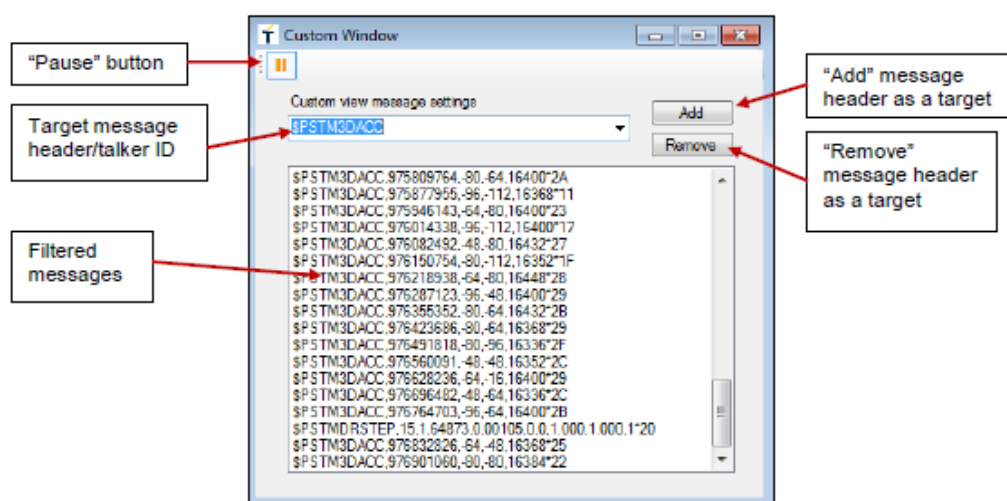 Custom Window
"Pause" button
Custom view message settings
"Add" message
header as a target
Target message
header/talker ID
$PSTM3DACC
Add
Remove
"Remove"
message header
as a target
Filtered
messages
$PSTM3DACC,975809764,-80,-64,16400*2A
$PSTM3DACC,975877955,-96,-112,16368*11
$PSTM3DACC,975946143,-64,-80,16400*23
$PSTM3DACC,976014338,-96,-112,16400*17
$PSTM3DACC,976082492,-48,-80,16432*27
$PSTM3DACC,976150754,-80,-112,16352*1F
$PSTM3DACC,976218938,-64,-80,16448*28
$PSTM3DACC,976287123,-96,-48,16400*29
$PSTM3DACC,976355352,-80,-64,16432*2B
$PSTM3DACC,976423686,-80,-64,16368*29
$PSTM3DACC,976491818,-80,-96,16336*2F
$PSTM3DACC,976560091,-48,-48,16352*2C
$PSTM3DACC,976628236,-64,-16,16400*29
$PSTM3DACC,976696482,-48,-64,16336*2C
$PSTM3DACC,976764703,-96,-64,16400*2B
$PSTMDRSTEP,15,1.64873,0.00105,0.0,1.000,1.000,1*20
$PSTM3DACC,976832826,-64,-48,16368*25
$PSTM3DACC,976901060,-80,-80,16384*22